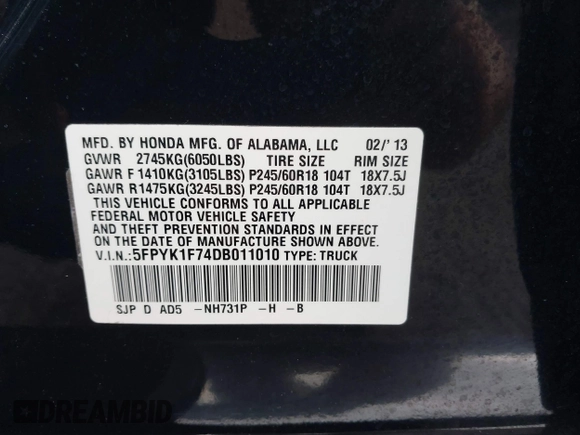 MFD. BY HONDA MFG. OF ALABAMA, LLC 02/'13
GVWR 2745KG(6050LBS) TIRE SIZE RIM SIZE
GAWR F 1410KG(3105LBS) P245/60R18 104T 18X7.5J
GAWR R1475KG(3245LBS) P245/60R18 104T 18X7.5J
THIS VEHICLE CONFORMS TO ALL APPLICABLE
FEDERAL MOTOR VEHICLE SAFETY
AND THEFT PREVENTION STANDARDS IN EFFECT
ON THE DATE OF MANUFACTURE SHOWN ABOVE.
V.I.N.:5FPYK1F74DB011010 TYPE: TRUCK
SJP D AD5 -NH731P -H -B
DREAMBID